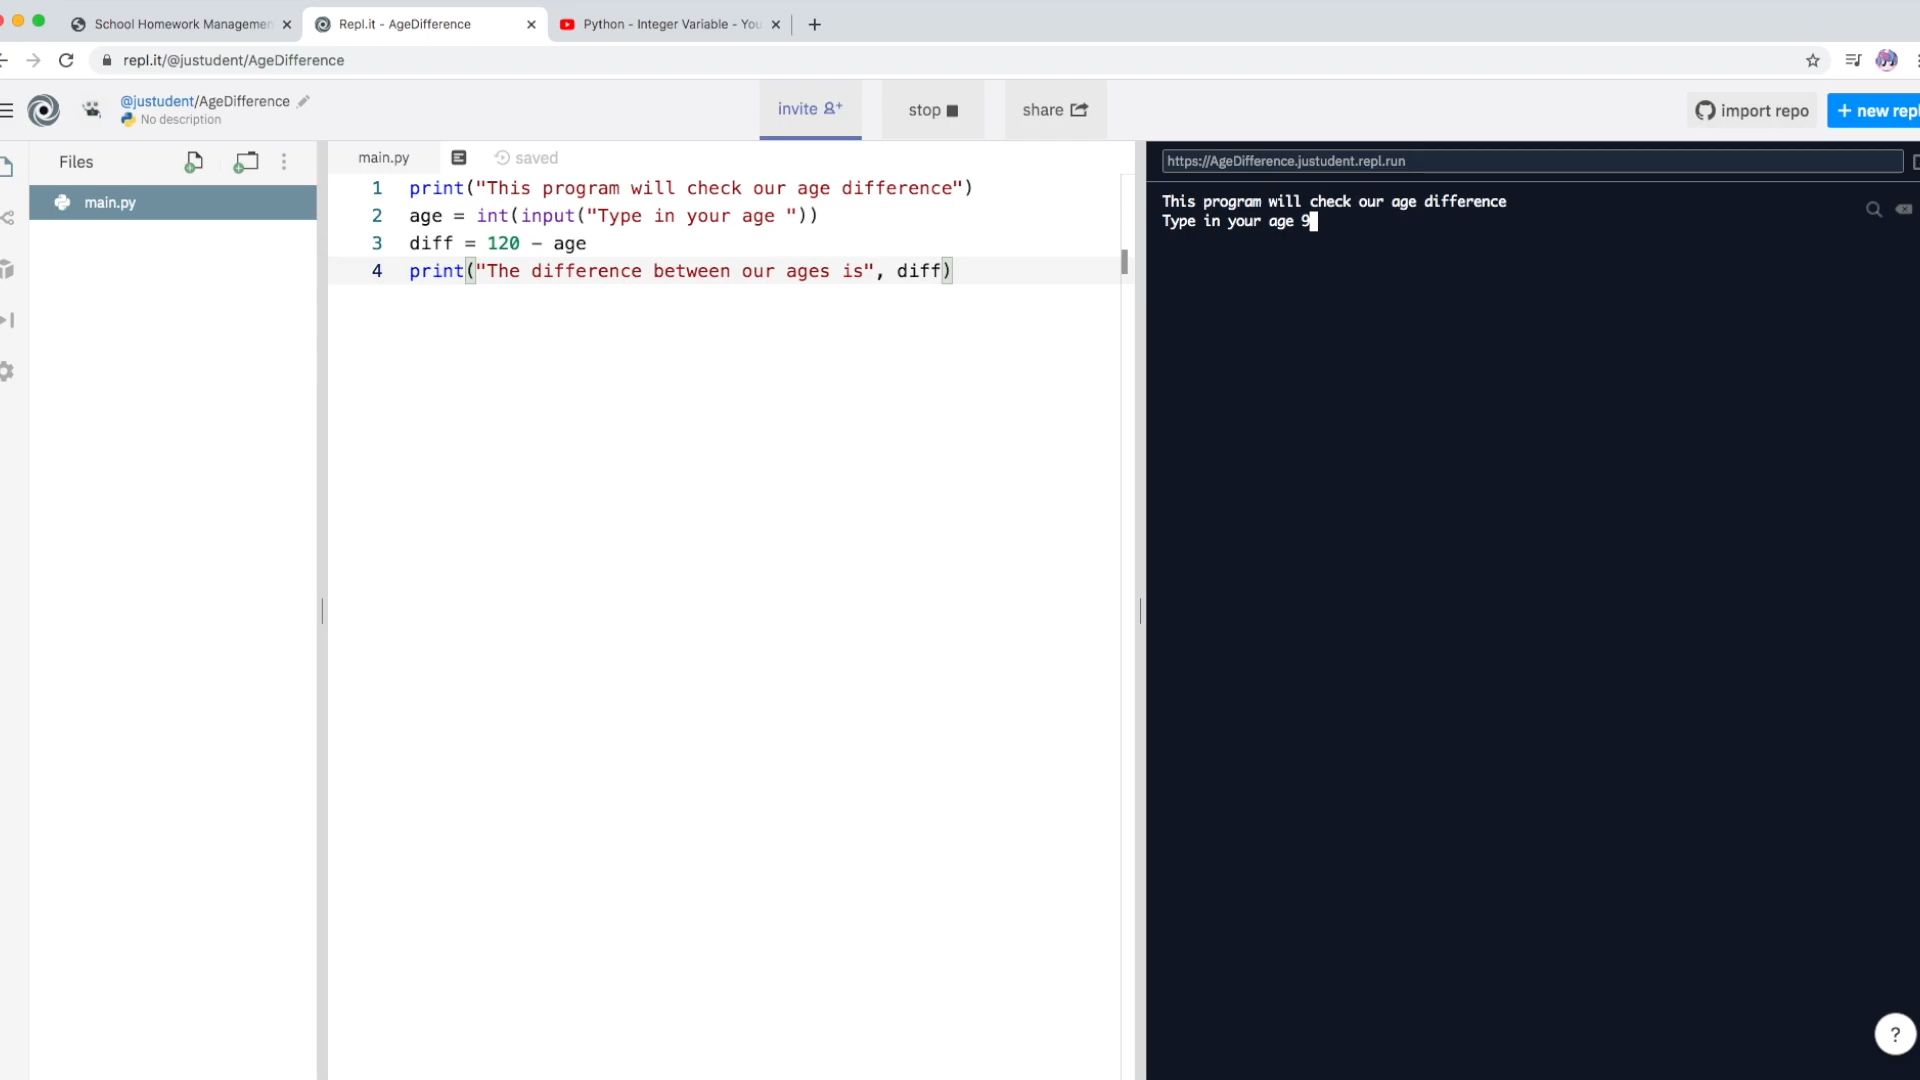 School Homework Managemen
Repl.it - AgeDifference
Python - Integer Variable - You
repl.it/@justudent/AgeDifference
@justudent/AgeDifference
No description
invite
stop
share
import repo
+ new repl
Files
main.py
main.py
saved
1 print("This program will check our age difference")
2 age = int(input("Type in your age "))
3 diff = 120 - age
4 print("The difference between our ages is", diff)
https://AgeDifference.justudent.repl.run
This program will check our age difference
Type in your age 9
?